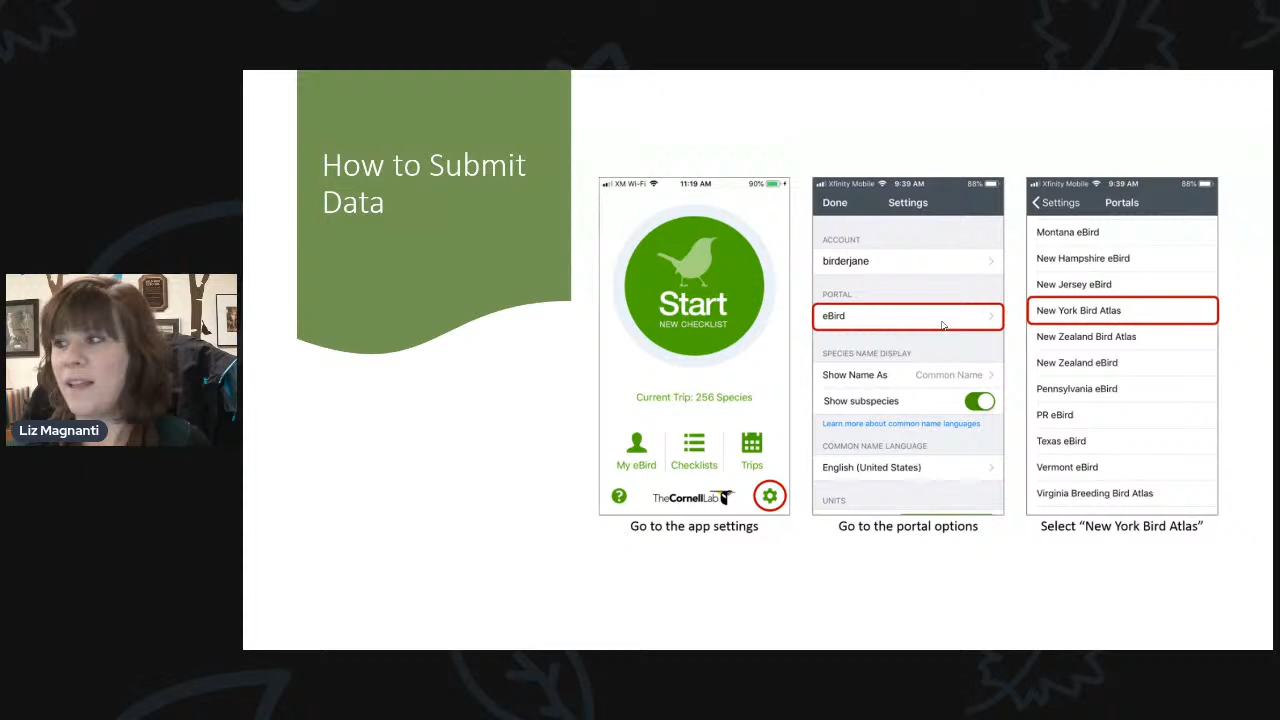 How to Submit
Data
XM Wi-Fi 11:19 AM 90%
Start
NEW CHECKLIST
Current Trip: 256 Species
My eBird Checklists Trips
? TheCornellLab
Go to the app settings
Xfinity Mobile 9:39 AM 88%
Done Settings
ACCOUNT
birderjane
PORTAL
eBird
SPECIES NAME DISPLAY
Show Name As Common Name
Show subspecies
Learn more about common name languages
COMMON NAME LANGUAGE
English (United States)
UNITS
Go to the portal options
Xfinity Mobile 9:39 AM 88%
Settings Portals
Montana eBird
New Hampshire eBird
New Jersey eBird
New York Bird Atlas
New Zealand Bird Atlas
New Zealand eBird
Pennsylvania eBird
PR eBird
Texas eBird
Vermont eBird
Virginia Breeding Bird Atlas
Select “New York Bird Atlas”
Liz Magnanti